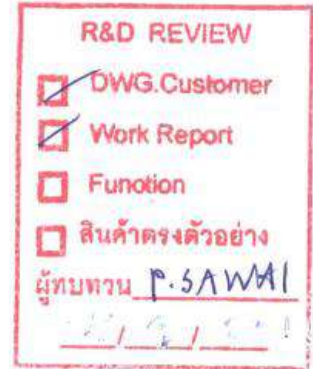 R&D REVIEW
DWG.Customer
Work Report
Function
สินค้าตรงตัวอย่าง
ผู้ทบทวน P.SAWAI